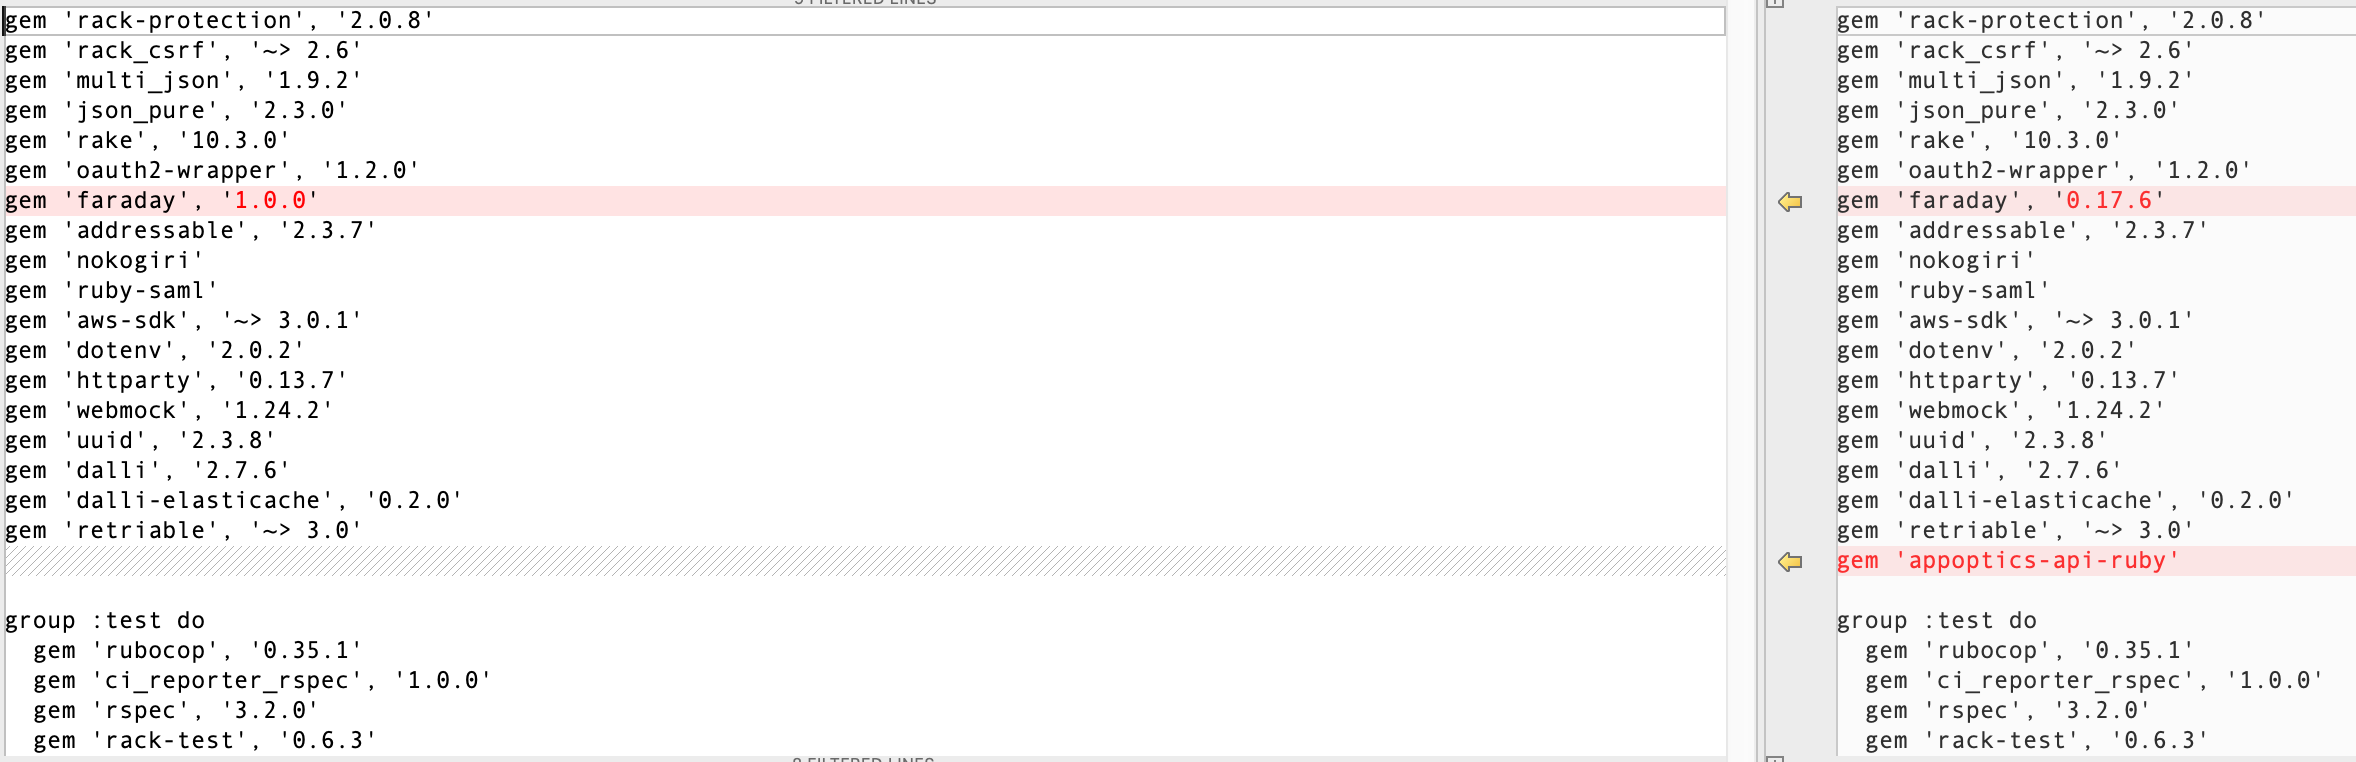 gem 'rack-protection', '2.0.8'
gem 'rack_csrf', '~> 2.6'
gem 'multi_json', '1.9.2'
gem 'json_pure', '2.3.0'
gem 'rake', '10.3.0'
gem 'oauth2-wrapper', '1.2.0'
gem 'faraday', '1.0.0'
gem 'addressable', '2.3.7'
gem 'nokogiri'
gem 'ruby-saml'
gem 'aws-sdk', '~> 3.0.1'
gem 'dotenv', '2.0.2'
gem 'httparty', '0.13.7'
gem 'webmock', '1.24.2'
gem 'uuid', '2.3.8'
gem 'dalli', '2.7.6'
gem 'dalli-elasticache', '0.2.0'
gem 'retriable', '~> 3.0'
group :test do
  gem 'rubocop', '0.35.1'
  gem 'ci_reporter_rspec', '1.0.0'
  gem 'rspec', '3.2.0'
  gem 'rack-test', '0.6.3'
gem 'rack-protection', '2.0.8'
gem 'rack_csrf', '~> 2.6'
gem 'multi_json', '1.9.2'
gem 'json_pure', '2.3.0'
gem 'rake', '10.3.0'
gem 'oauth2-wrapper', '1.2.0'
gem 'faraday', '0.17.6'
gem 'addressable', '2.3.7'
gem 'nokogiri'
gem 'ruby-saml'
gem 'aws-sdk', '~> 3.0.1'
gem 'dotenv', '2.0.2'
gem 'httparty', '0.13.7'
gem 'webmock', '1.24.2'
gem 'uuid', '2.3.8'
gem 'dalli', '2.7.6'
gem 'dalli-elasticache', '0.2.0'
gem 'retriable', '~> 3.0'
gem 'appoptics-api-ruby'
group :test do
  gem 'rubocop', '0.35.1'
  gem 'ci_reporter_rspec', '1.0.0'
  gem 'rspec', '3.2.0'
  gem 'rack-test', '0.6.3'
FILTERED LINES